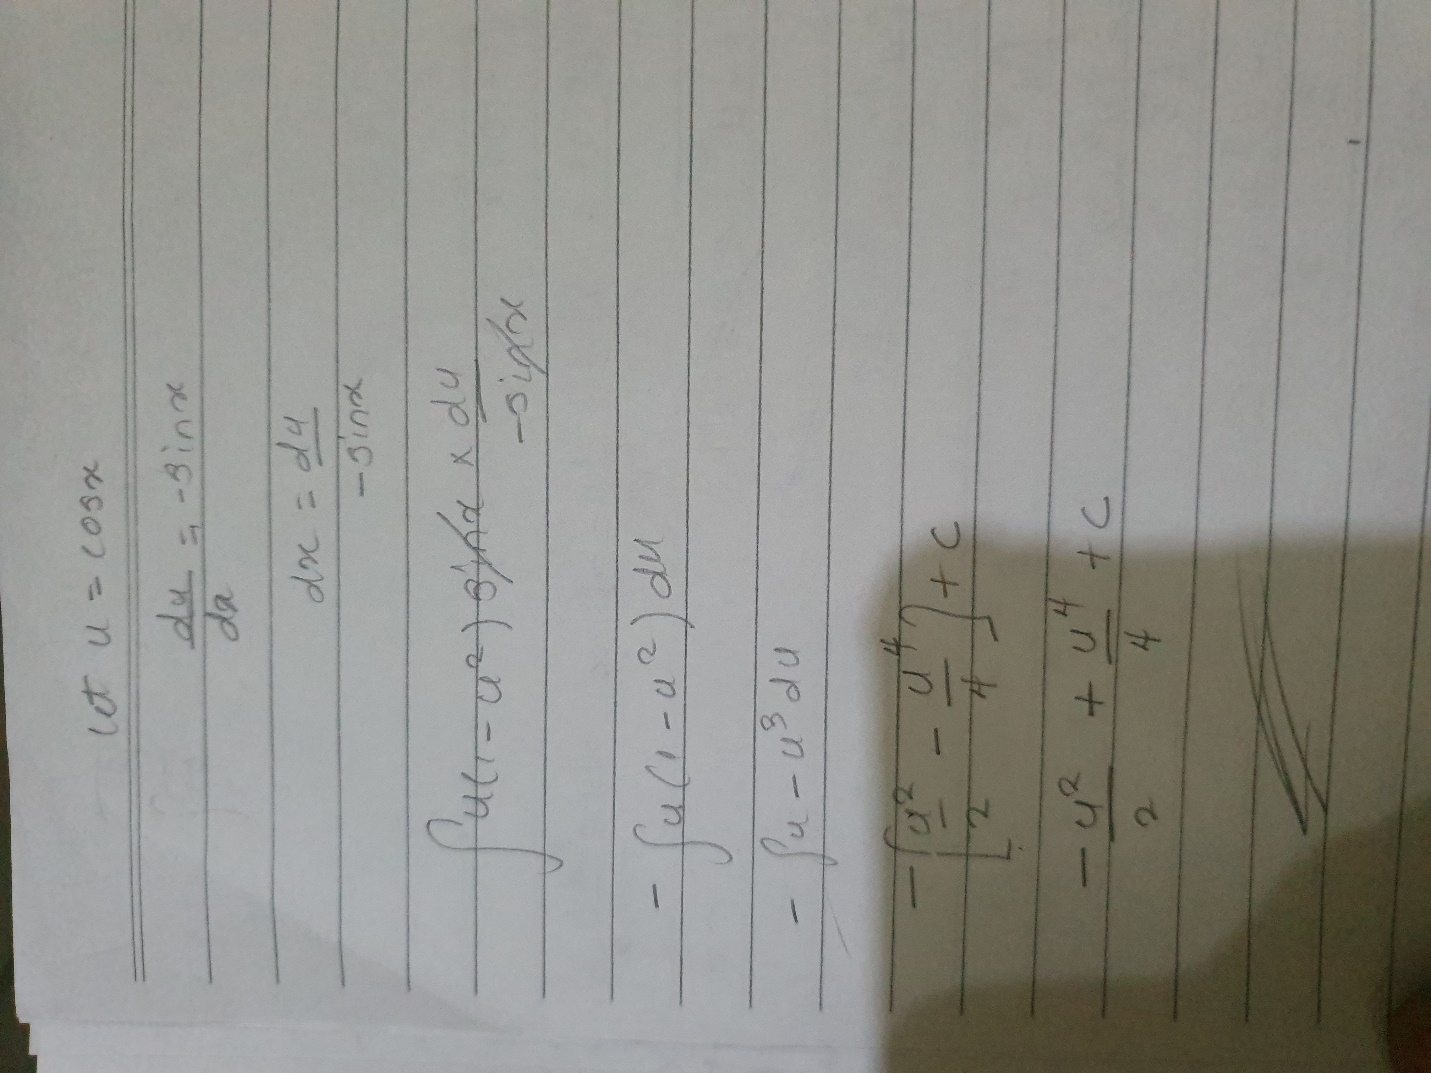 let u = cosx
du/dx = -sinx
dx = du/-sinx
∫u(1-u²) sinx × du/-sinx
- ∫u(1-u²)du
- ∫u-u³ du
- [u²/2 - u⁴/4] + c
- u²/2 + u⁴/4 + c